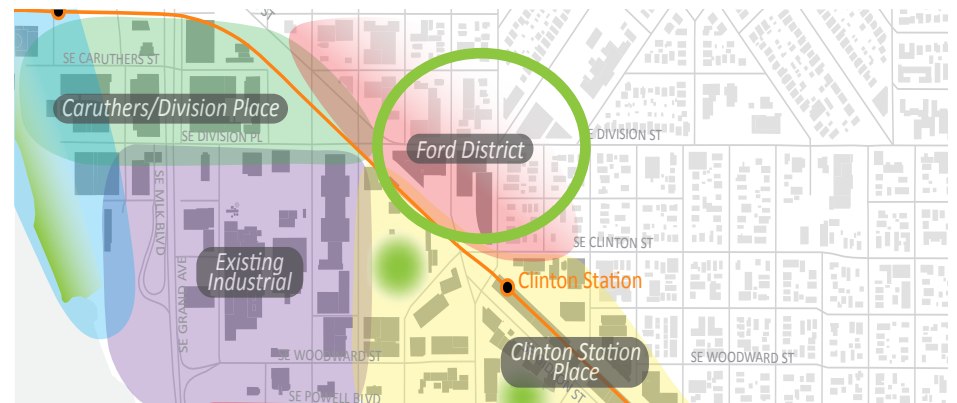 ST
SE CARUTHERS ST
Caruthers/Division Place
SE DIVISION PL
Ford District
E DIVISION ST
SE MLK BLVD
SE GRAND AVE
Existing
Industrial
SE CLINTON ST
Clinton Station
Clinton Station
Place
SE WOODWARD ST
SE WOODWARD ST
SE POWELL BLVD
ST